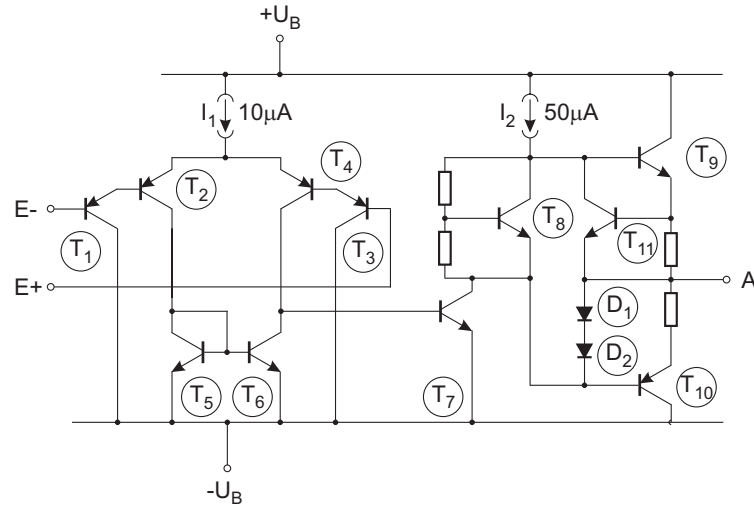 +U_B
I_1 10µA
I_2 50µA
T_4
T_9
T_2
E-
T_8
T_11
T_1
T_3
E+
A
D_1
D_2
T_5
T_6
T_7
T_10
-U_B